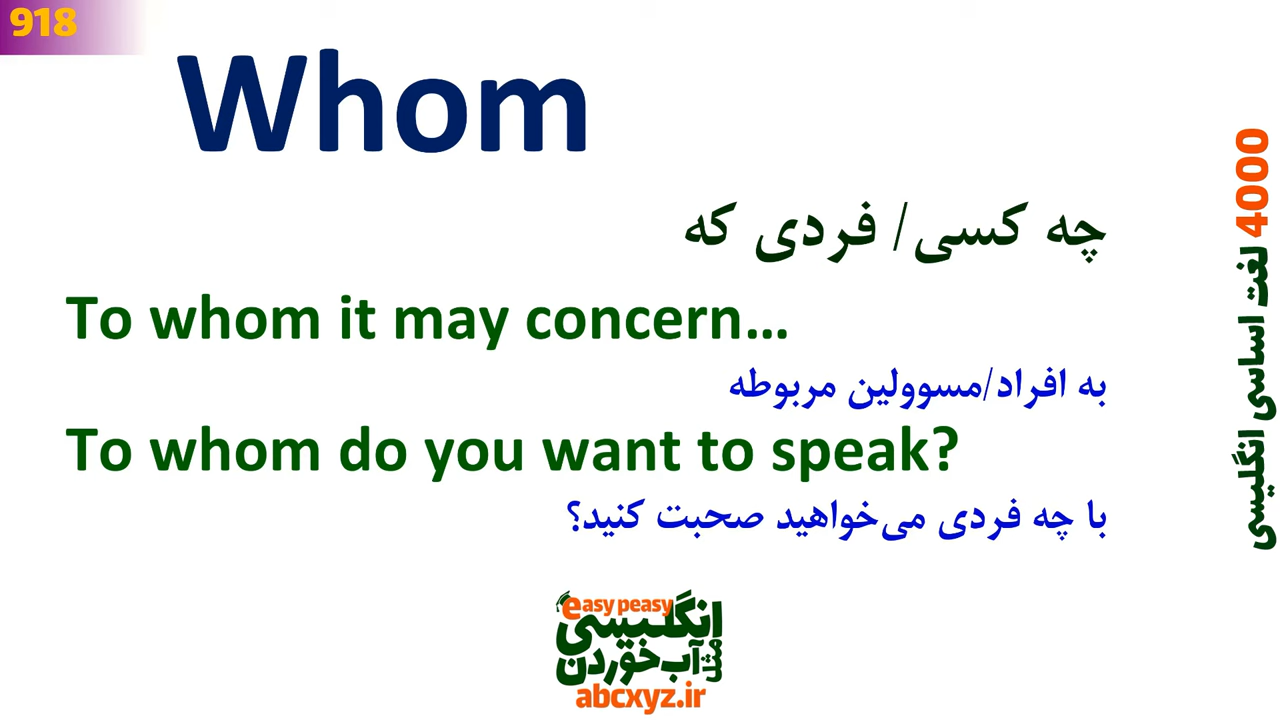 918
Whom
چه کسی/ فردی که
To whom it may concern...
به افراد/مسوولین مربوطه
To whom do you want to speak?
با چه فردی می‌خواهید صحبت کنید؟
4000 لغت اساسی انگلیسی
easy peasy
انگلیسی
مثل آب خوردن
abcxyz.ir